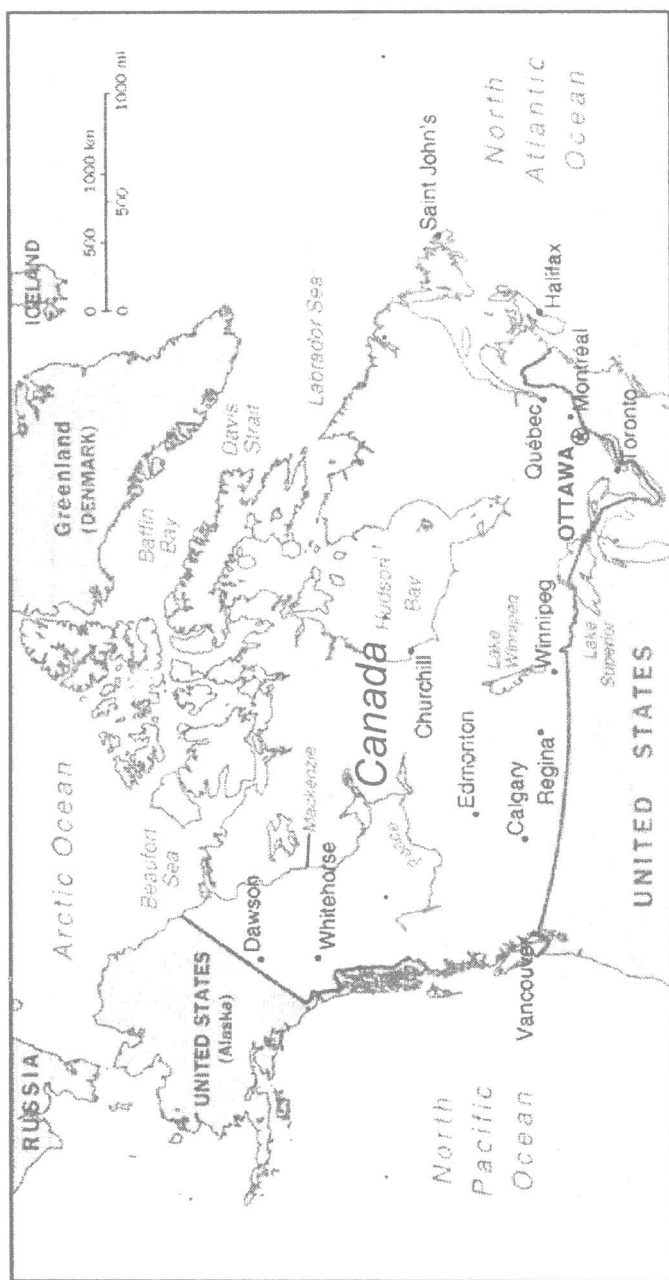 RUSSIA
Arctic Ocean
Greenland
(DENMARK)
ICELAND
0 500 1000 km
0 500 1000 mi
UNITED STATES
(Alaska)
Beaufort
Sea
Baffin
Bay
Davis
Strait
Labrador Sea
Dawson
Whitehorse
Mackenzie
Canada
Hudson
Bay
Churchill
Saint John's
Edmonton
Calgary
Regina
Lake
Winnipeg
Winnipeg
Vancouver
Lake
Superior
OTTAWA
Québec
Montréal
Toronto
Halifax
North
Pacific
Ocean
UNITED STATES
North
Atlantic
Ocean